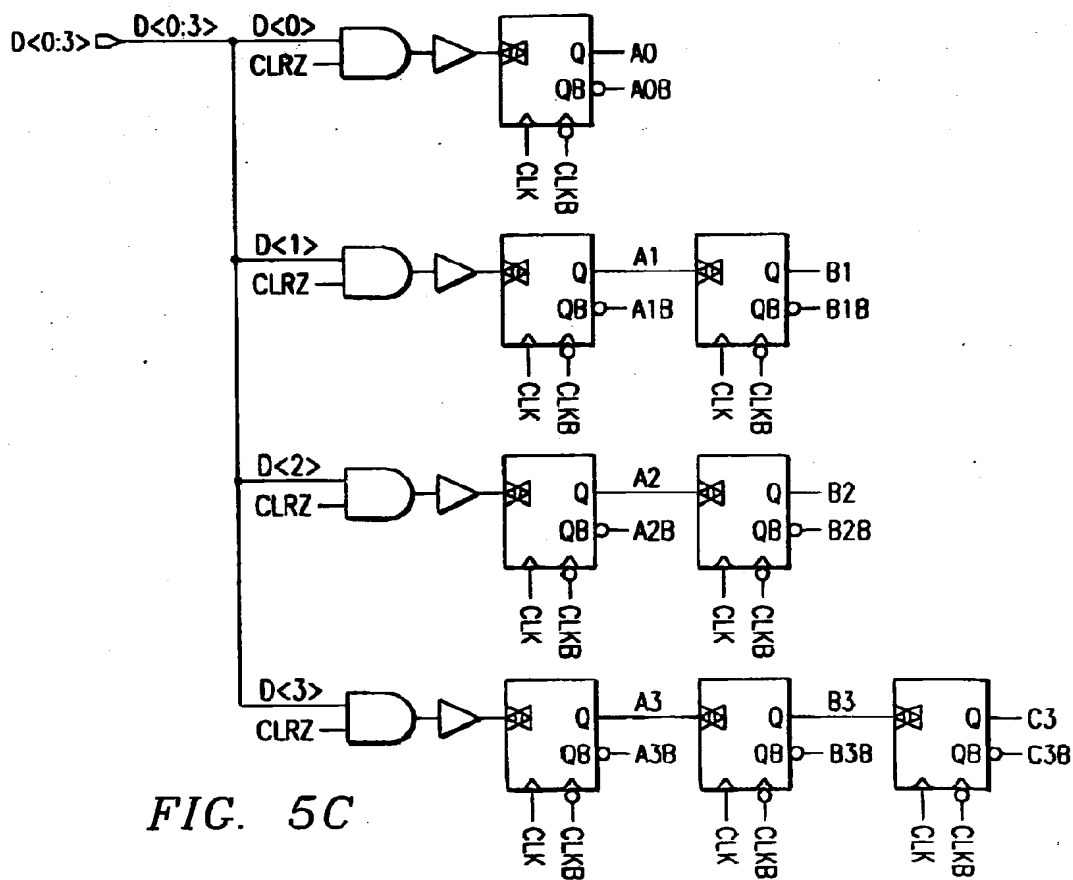 D<0:3> D<0:3> D<0>
CLRZ
Q A0
QB A0B
CLK CLKB
D<1>
CLRZ
Q A1 Q B1
QB A1B QB B1B
CLK CLKB CLK CLKB
D<2>
CLRZ
Q A2 Q B2
QB A2B QB B2B
CLK CLKB CLK CLKB
D<3>
CLRZ
Q A3 Q B3 Q C3
QB A3B QB B3B QB C3B
CLK CLKB CLK CLKB CLK CLKB
FIG. 5C